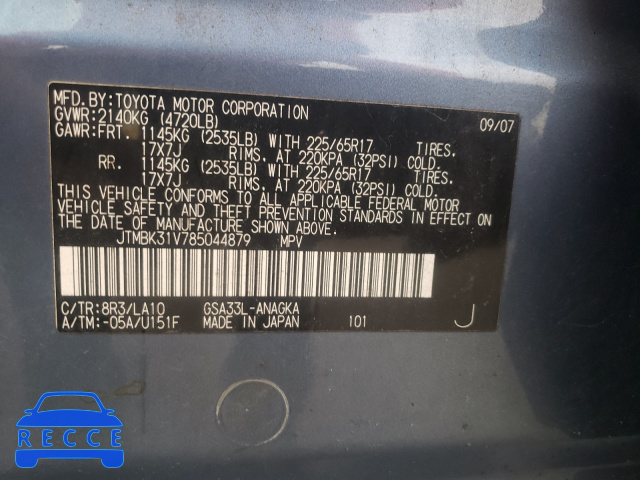 MFD. BY:TOYOTA MOTOR CORPORATION 09/07
GVWR:2140KG (4720LB)
GAWR:FRT. 1145KG (2535LB) WITH 225/65R17 TIRES.
17X7J RIMS, AT 220KPA (32PSI) COLD.
RR. 1145KG (2535LB) WITH 225/65R17 TIRES.
17X7J RIMS, AT 220KPA (32PSI) COLD.
THIS VEHICLE CONFORMS TO ALL APPLICABLE FEDERAL MOTOR
VEHICLE SAFETY AND THEFT PREVENTION STANDARDS IN EFFECT ON
THE DATE OF MANUFACTURE SHOWN ABOVE.
JTMBK31V785044879 MPV
C/TR:8R3/LA10 GSA33L-ANAGKA
A/TM:-05A/U151F MADE IN JAPAN 101 J
RECCE